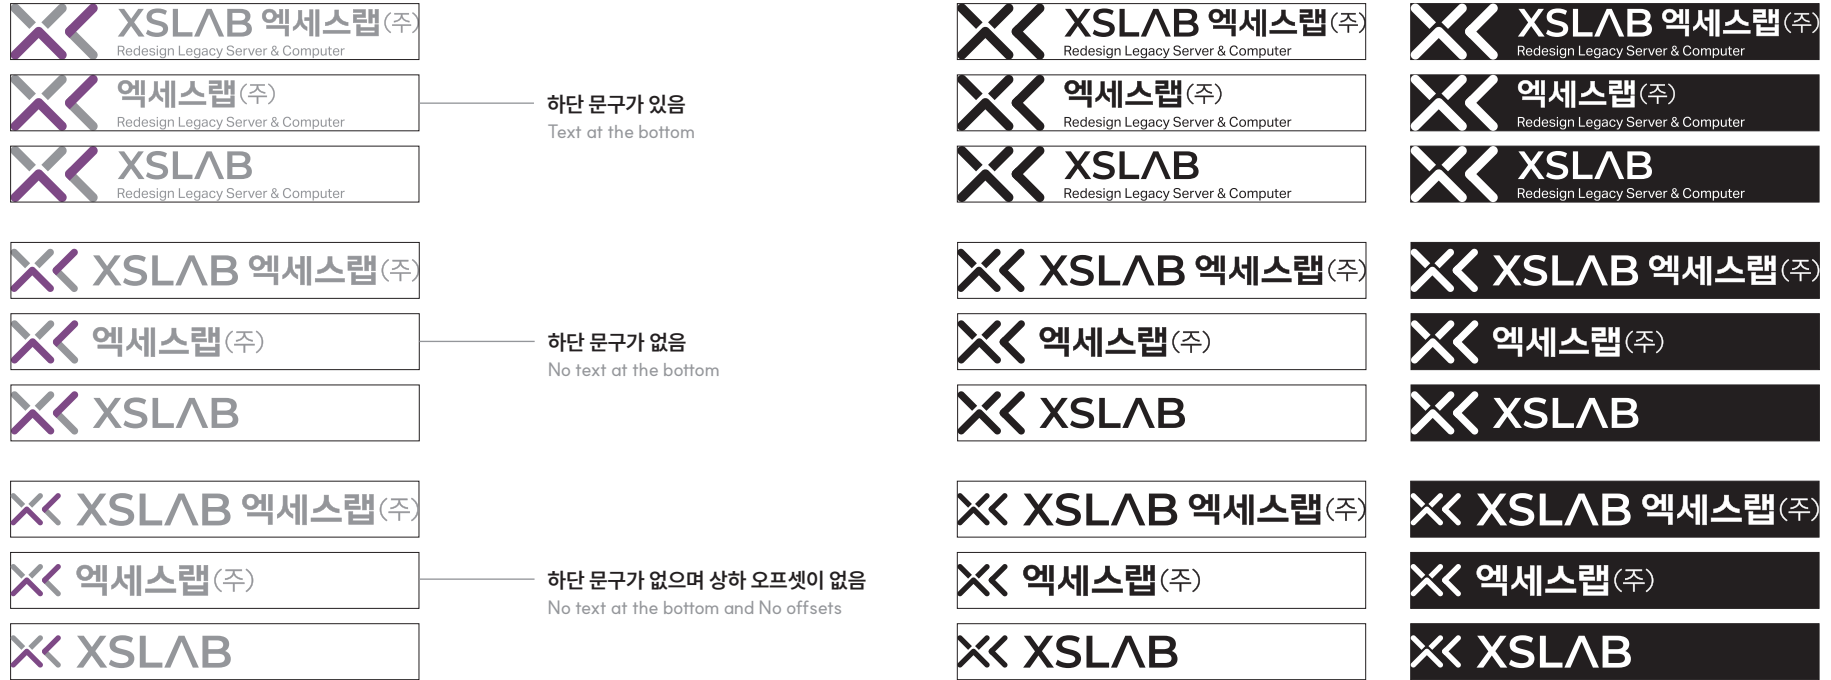 XSLΛB 엑세스랩(주)
Redesign Legacy Server & Computer
엑세스랩(주)
Redesign Legacy Server & Computer
XSLΛB
Redesign Legacy Server & Computer
하단 문구가 있음
Text at the bottom
XSLΛB 엑세스랩(주)
Redesign Legacy Server & Computer
엑세스랩(주)
Redesign Legacy Server & Computer
XSLΛB
Redesign Legacy Server & Computer
XSLΛB 엑세스랩(주)
Redesign Legacy Server & Computer
엑세스랩(주)
Redesign Legacy Server & Computer
XSLΛB
Redesign Legacy Server & Computer
XSLΛB 엑세스랩(주)
엑세스랩(주)
XSLΛB
하단 문구가 없음
No text at the bottom
XSLΛB 엑세스랩(주)
엑세스랩(주)
XSLΛB
XSLΛB 엑세스랩(주)
엑세스랩(주)
XSLΛB
XSLΛB 엑세스랩(주)
엑세스랩(주)
XSLΛB
하단 문구가 없으며 상하 오프셋이 없음
No text at the bottom and No offsets
XSLΛB 엑세스랩(주)
엑세스랩(주)
XSLΛB
XSLΛB 엑세스랩(주)
엑세스랩(주)
XSLΛB